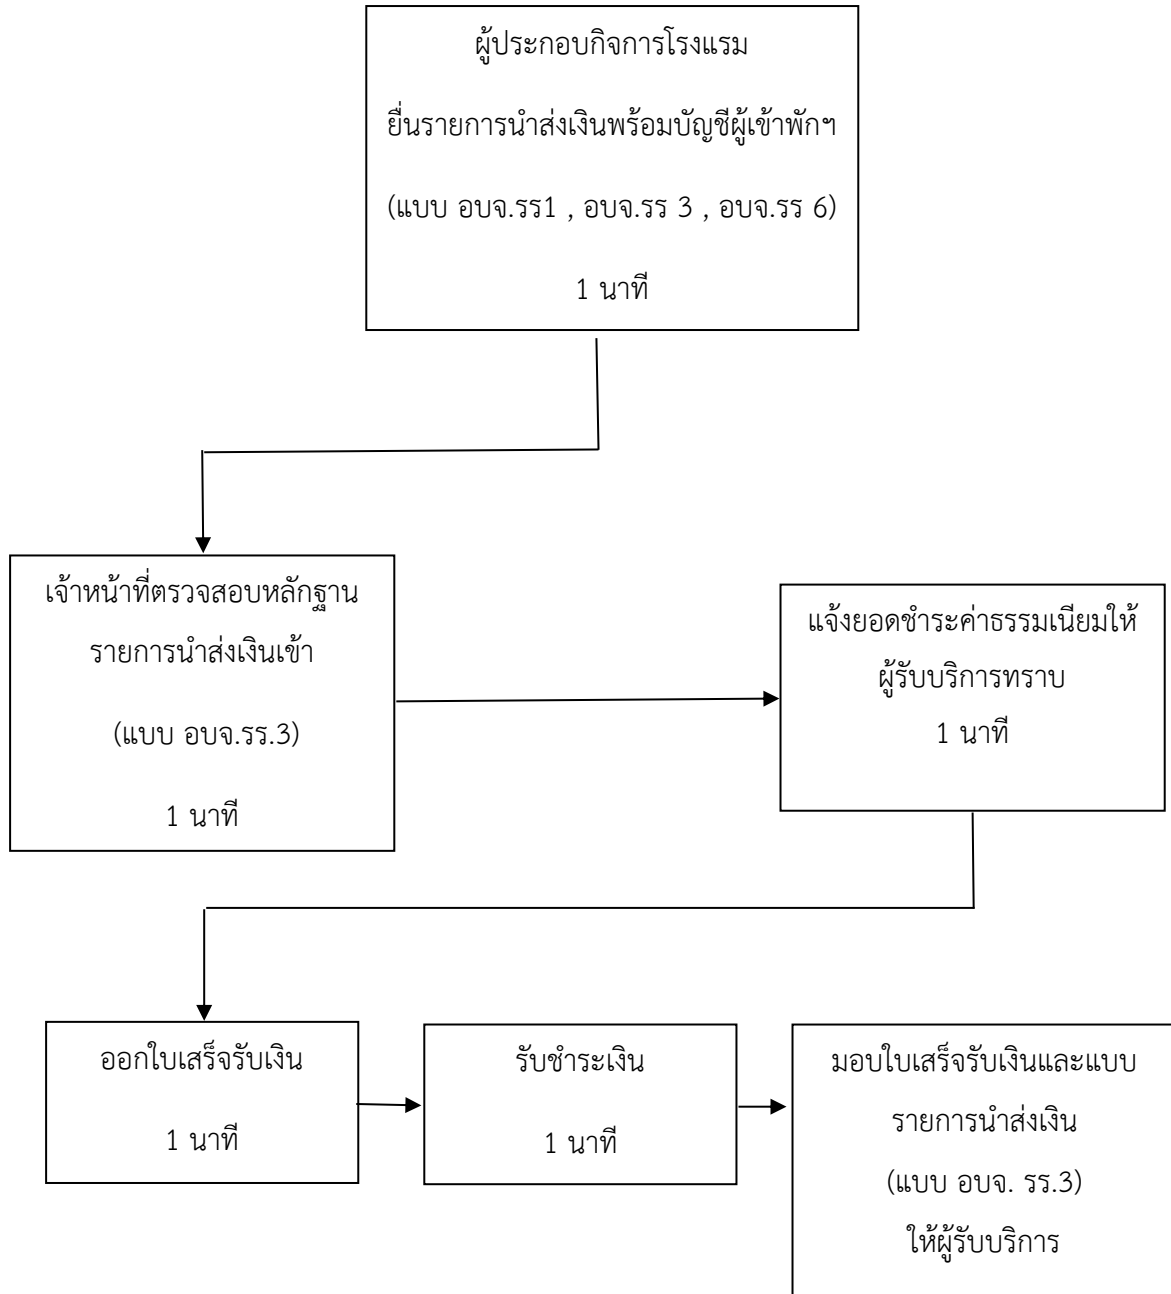 ผู้ประกอบกิจการโรงแรม
ยื่นรายการนำส่งเงินพร้อมบัญชีผู้เข้าพักฯ
(แบบ อบจ.รร1 , อบจ.รร 3 , อบจ.รร 6)
1 นาที
เจ้าหน้าที่ตรวจสอบหลักฐาน
รายการนำส่งเงินเข้า
(แบบ อบจ.รร.3)
1 นาที
แจ้งยอดชำระค่าธรรมเนียมให้
ผู้รับบริการทราบ
1 นาที
ออกใบเสร็จรับเงิน
1 นาที
รับชำระเงิน
1 นาที
มอบใบเสร็จรับเงินและแบบ
รายการนำส่งเงิน
(แบบ อบจ. รร.3)
ให้ผู้รับบริการ